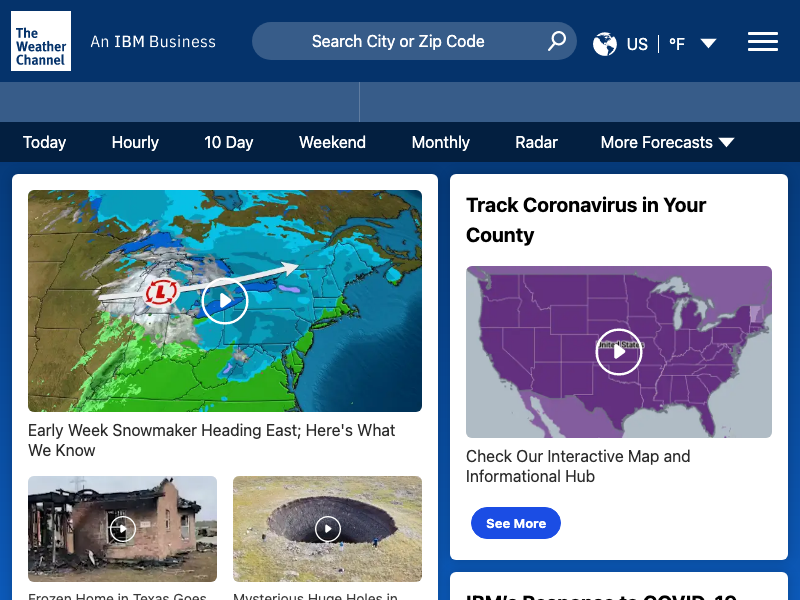 The
Weather
Channel
An IBM Business
Search City or Zip Code
US
°F
Today
Hourly
10 Day
Weekend
Monthly
Radar
More Forecasts
L
Early Week Snowmaker Heading East; Here's What
We Know
Frozen Home in Texas Goes
Mysterious Huge Holes in
Track Coronavirus in Your
County
United States
Check Our Interactive Map and
Informational Hub
See More
IBM's Response to COVID-19